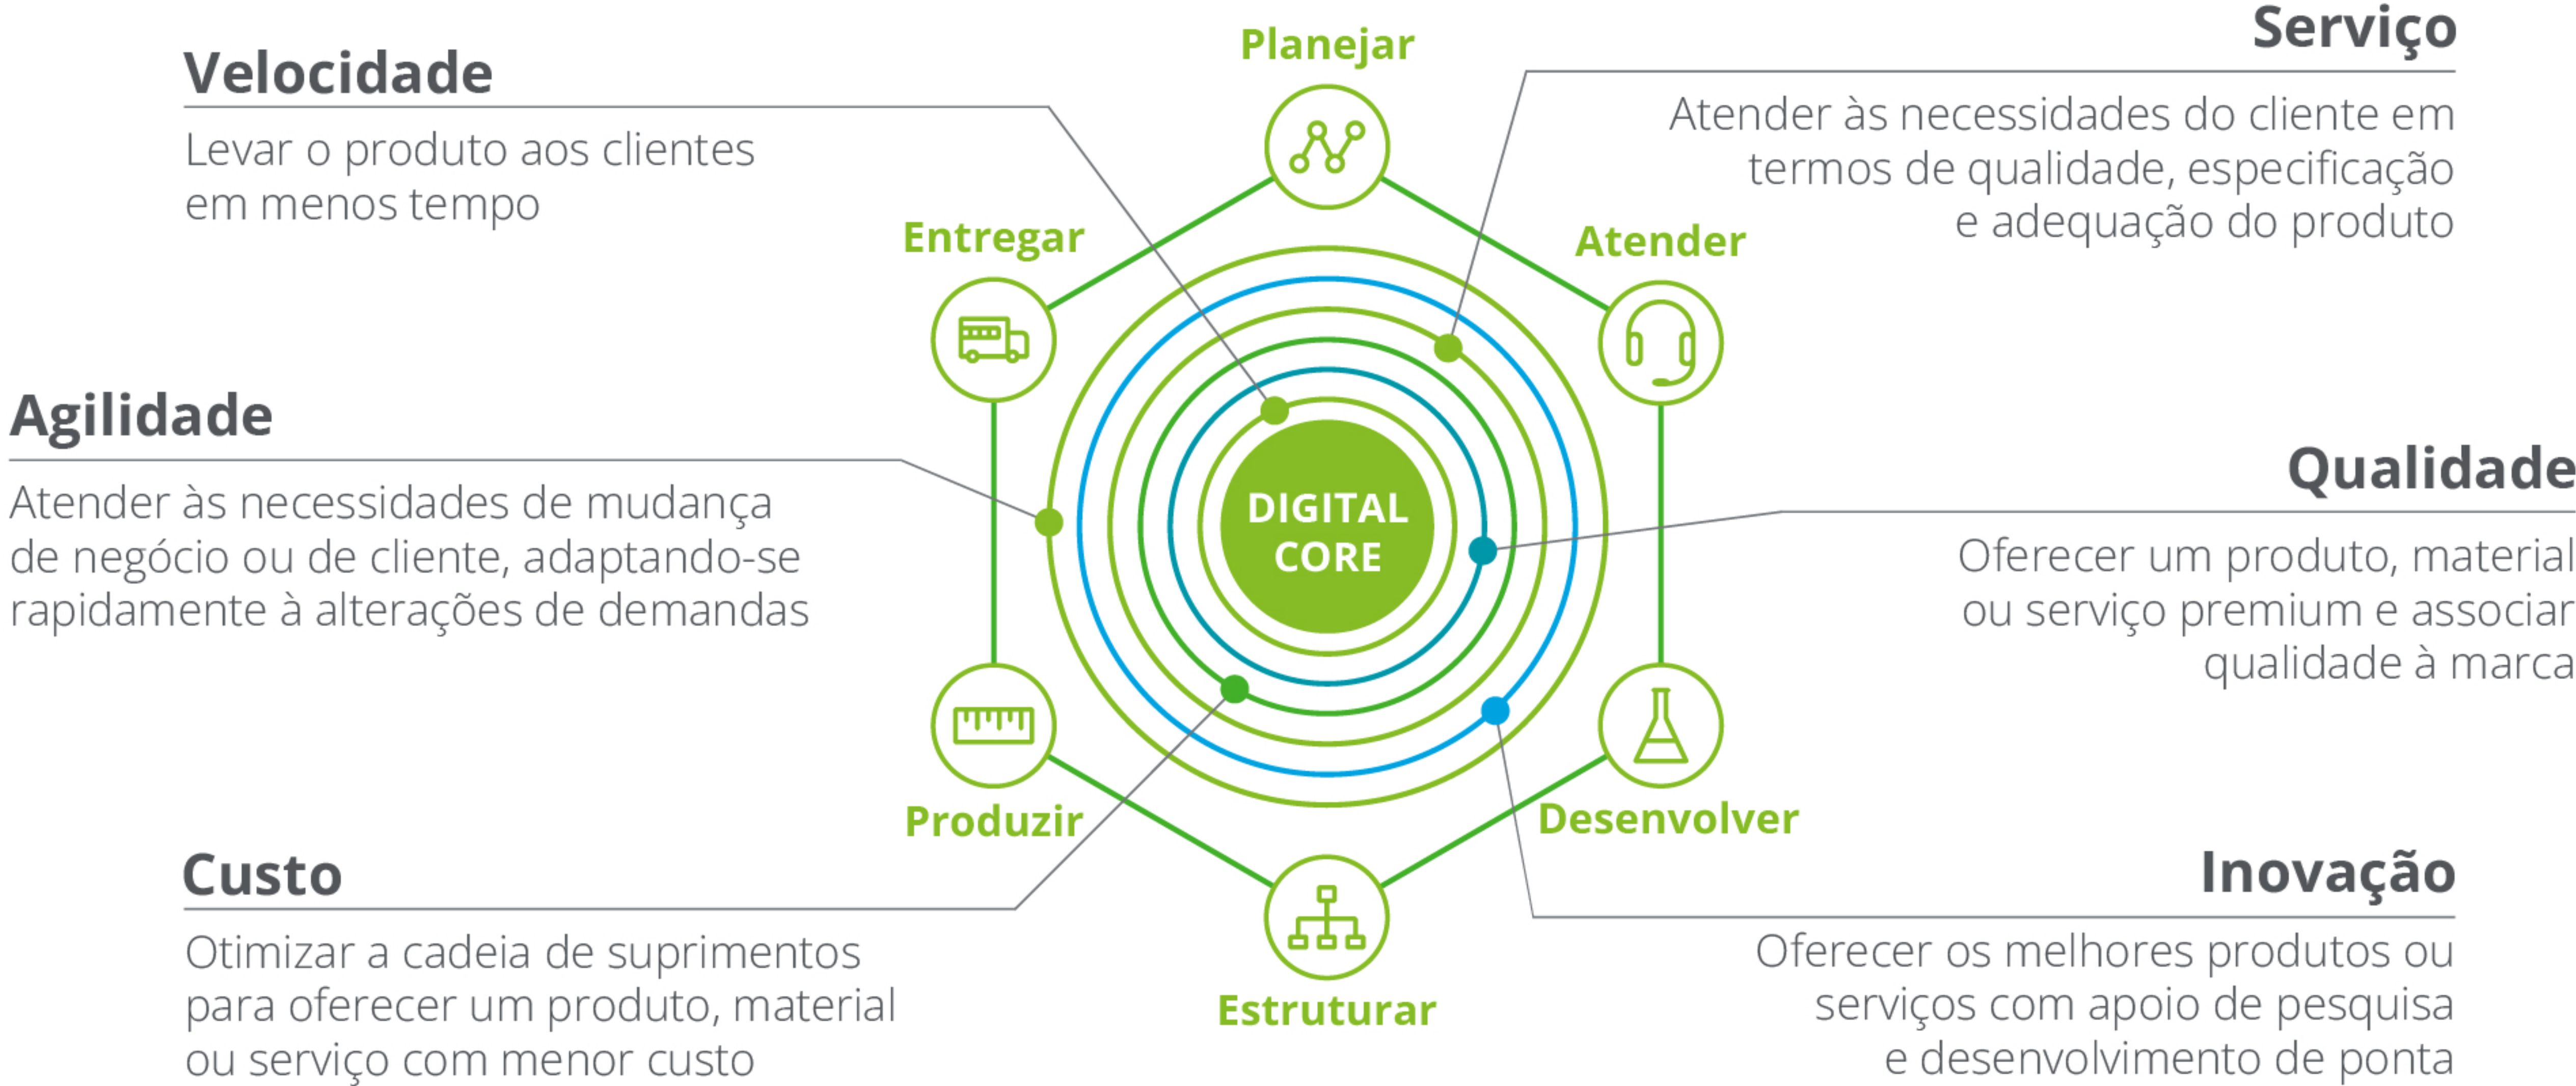 Velocidade
Levar o produto aos clientes
em menos tempo
Agilidade
Atender às necessidades de mudança
de negócio ou de cliente, adaptando-se
rapidamente à alterações de demandas
Custo
Otimizar a cadeia de suprimentos
para oferecer um produto, material
ou serviço com menor custo
Planejar
Entregar
Atender
DIGITAL
CORE
Produzir
Desenvolver
Estruturar
Serviço
Atender às necessidades do cliente em
termos de qualidade, especificação
e adequação do produto
Qualidade
Oferecer um produto, material
ou serviço premium e associar
qualidade à marca
Inovação
Oferecer os melhores produtos ou
serviços com apoio de pesquisa
e desenvolvimento de ponta